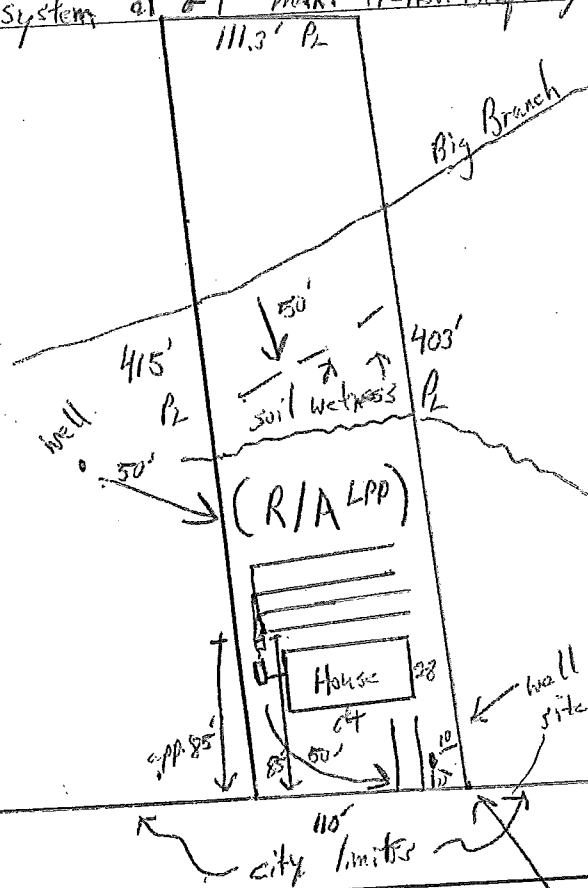 System at
111.3' PL
Big Branch
50'
415'
403'
PL
PL
soil wetness
well
50'
(R/A LPP)
House
28
64
well
site
app. 85'
85'
50'
10
10
110'
city limits